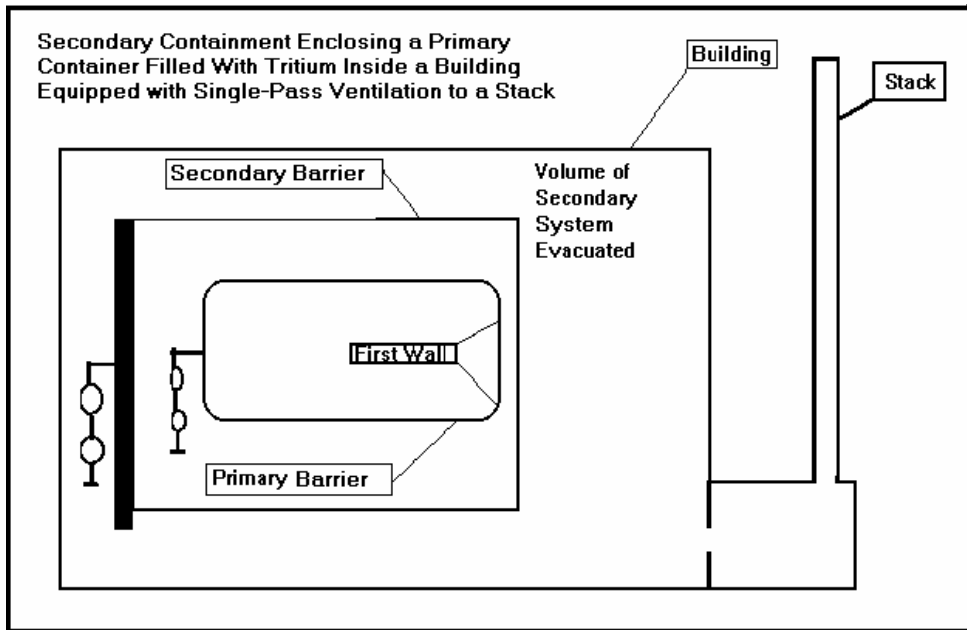 Secondary Containment Enclosing a Primary
Container Filled With Tritium Inside a Building
Equipped with Single-Pass Ventilation to a Stack
Building
Stack
Secondary Barrier
Volume of
Secondary
System
Evacuated
First Wall
Primary Barrier